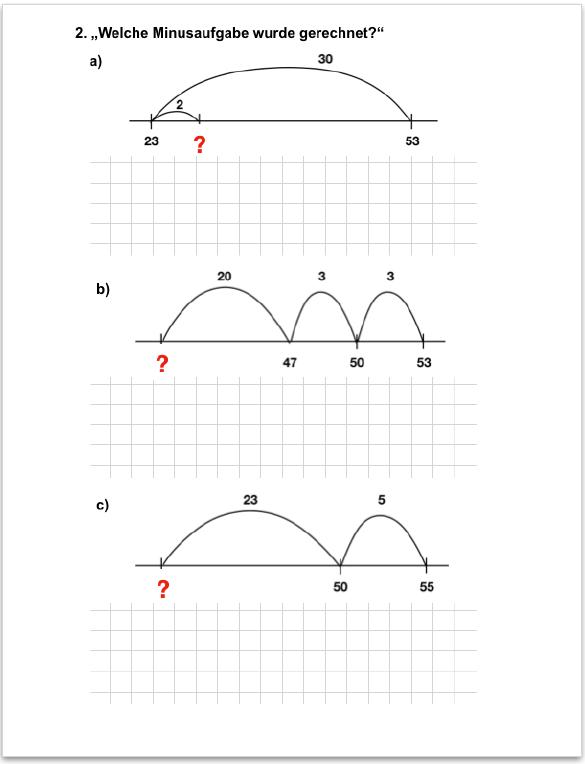 2. „Welche Minusaufgabe wurde gerechnet?“
a)
30
2
23 ? 53
b)
20 3 3
? 47 50 53
c)
23 5
? 50 55